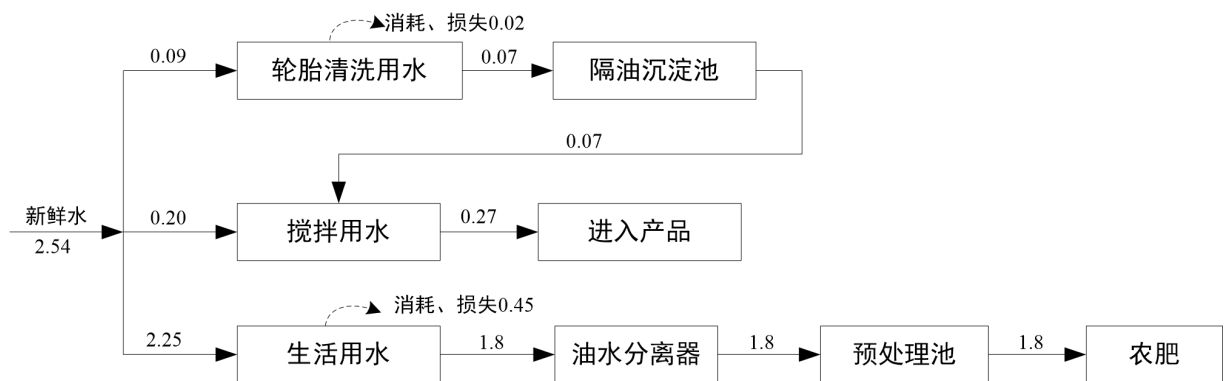 消耗、损失0.02
0.09
轮胎清洗用水
0.07
隔油沉淀池
0.07
新鲜水
2.54
0.20
搅拌用水
0.27
进入产品
消耗、损失0.45
2.25
生活用水
1.8
油水分离器
1.8
预处理池
1.8
农肥